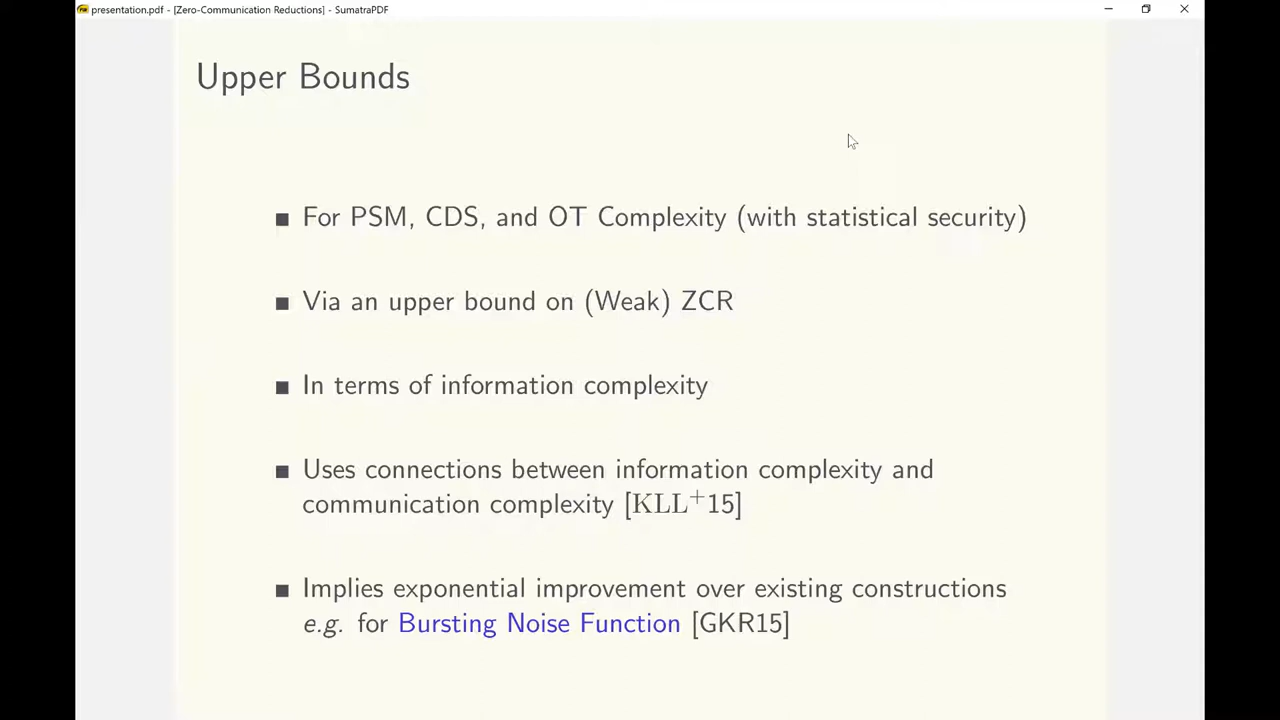 presentation.pdf - [Zero-Communication Reductions] - SumatraPDF
Upper Bounds
■ For PSM, CDS, and OT Complexity (with statistical security)
■ Via an upper bound on (Weak) ZCR
■ In terms of information complexity
■ Uses connections between information complexity and
communication complexity [KLL⁺15]
■ Implies exponential improvement over existing constructions
e.g. for Bursting Noise Function [GKR15]